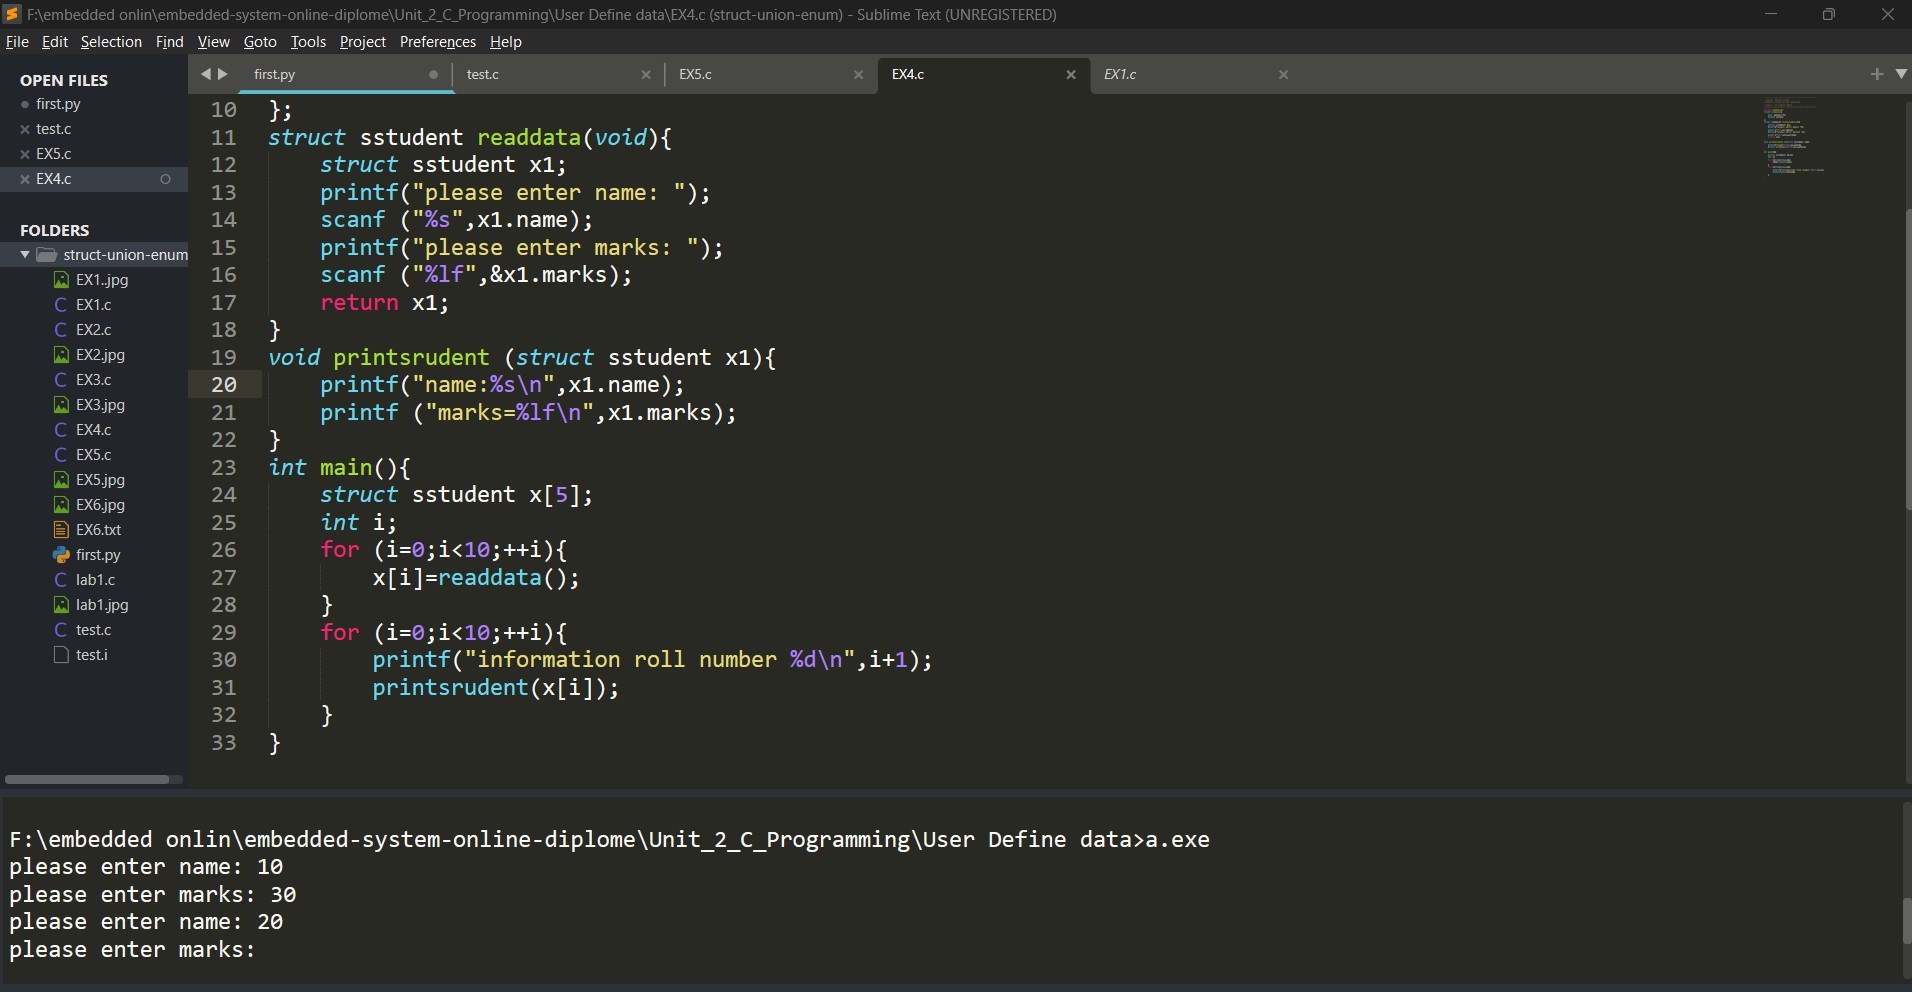 F:\embedded onlin\embedded-system-online-diplome\Unit_2_C_Programming\User Define data\EX4.c (struct-union-enum) - Sublime Text (UNREGISTERED)
File Edit Selection Find View Goto Tools Project Preferences Help
OPEN FILES
first.py
test.c
EX5.c
EX4.c
FOLDERS
struct-union-enum
EX1..jpg
EX1.c
EX2.c
EX2.jpg
EX3.c
EX3.jpg
EX4.c
EX5.c
EX5.jpg
EX6.jpg
EX6.txt
first.py
lab1.c
lab1.jpg
test.c
test.i
first.py test.c EX5.c EX4.c EX1.c
10 };
11 struct sstudent readdata(void){
12 struct sstudent x1;
13 printf("please enter name: ");
14 scanf ("%s",x1.name);
15 printf("please enter marks: ");
16 scanf ("%lf",&x1.marks);
17 return x1;
18 }
19 void printsrudent (struct sstudent x1){
20 printf("name:%s\n",x1.name);
21 printf ("marks=%lf\n",x1.marks);
22 }
23 int main(){
24 struct sstudent x[5];
25 int i;
26 for (i=0;i<10;++i){
27 x[i]=readdata();
28 }
29 for (i=0;i<10;++i){
30 printf("information roll number %d\n",i+1);
31 printsrudent(x[i]);
32 }
33 }
F:\embedded onlin\embedded-system-online-diplome\Unit_2_C_Programming\User Define data>a.exe
please enter name: 10
please enter marks: 30
please enter name: 20
please enter marks: